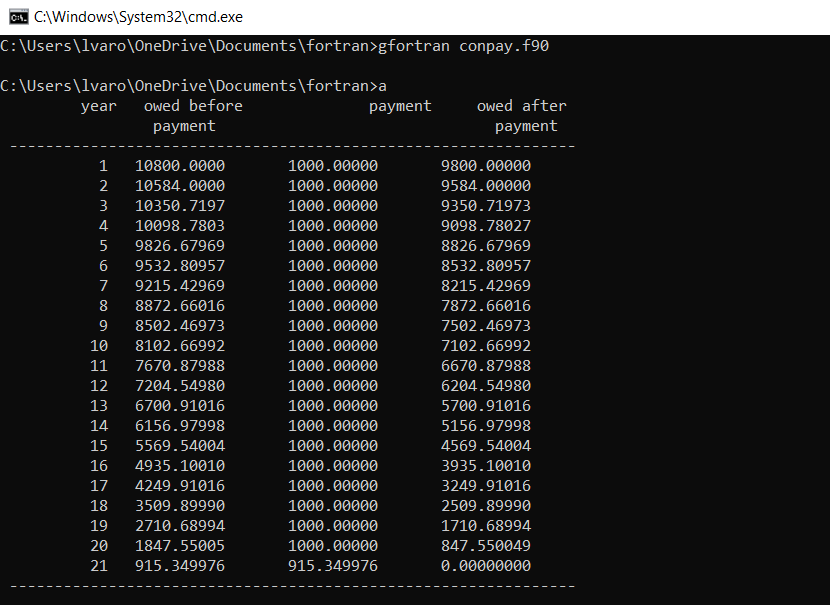 C:\Windows\System32\cmd.exe
C:\Users\lvaro\OneDrive\Documents\fortran>gfortran conpay.f90
C:\Users\lvaro\OneDrive\Documents\fortran>a
year owed before payment owed after
payment payment
---------------------------------------------------------------
1 10800.0000 1000.00000 9800.00000
2 10584.0000 1000.00000 9584.00000
3 10350.7197 1000.00000 9350.71973
4 10098.7803 1000.00000 9098.78027
5 9826.67969 1000.00000 8826.67969
6 9532.80957 1000.00000 8532.80957
7 9215.42969 1000.00000 8215.42969
8 8872.66016 1000.00000 7872.66016
9 8502.46973 1000.00000 7502.46973
10 8102.66992 1000.00000 7102.66992
11 7670.87988 1000.00000 6670.87988
12 7204.54980 1000.00000 6204.54980
13 6700.91016 1000.00000 5700.91016
14 6156.97998 1000.00000 5156.97998
15 5569.54004 1000.00000 4569.54004
16 4935.10010 1000.00000 3935.10010
17 4249.91016 1000.00000 3249.91016
18 3509.89990 1000.00000 2509.89990
19 2710.68994 1000.00000 1710.68994
20 1847.55005 1000.00000 847.550049
21 915.349976 915.349976 0.00000000
---------------------------------------------------------------